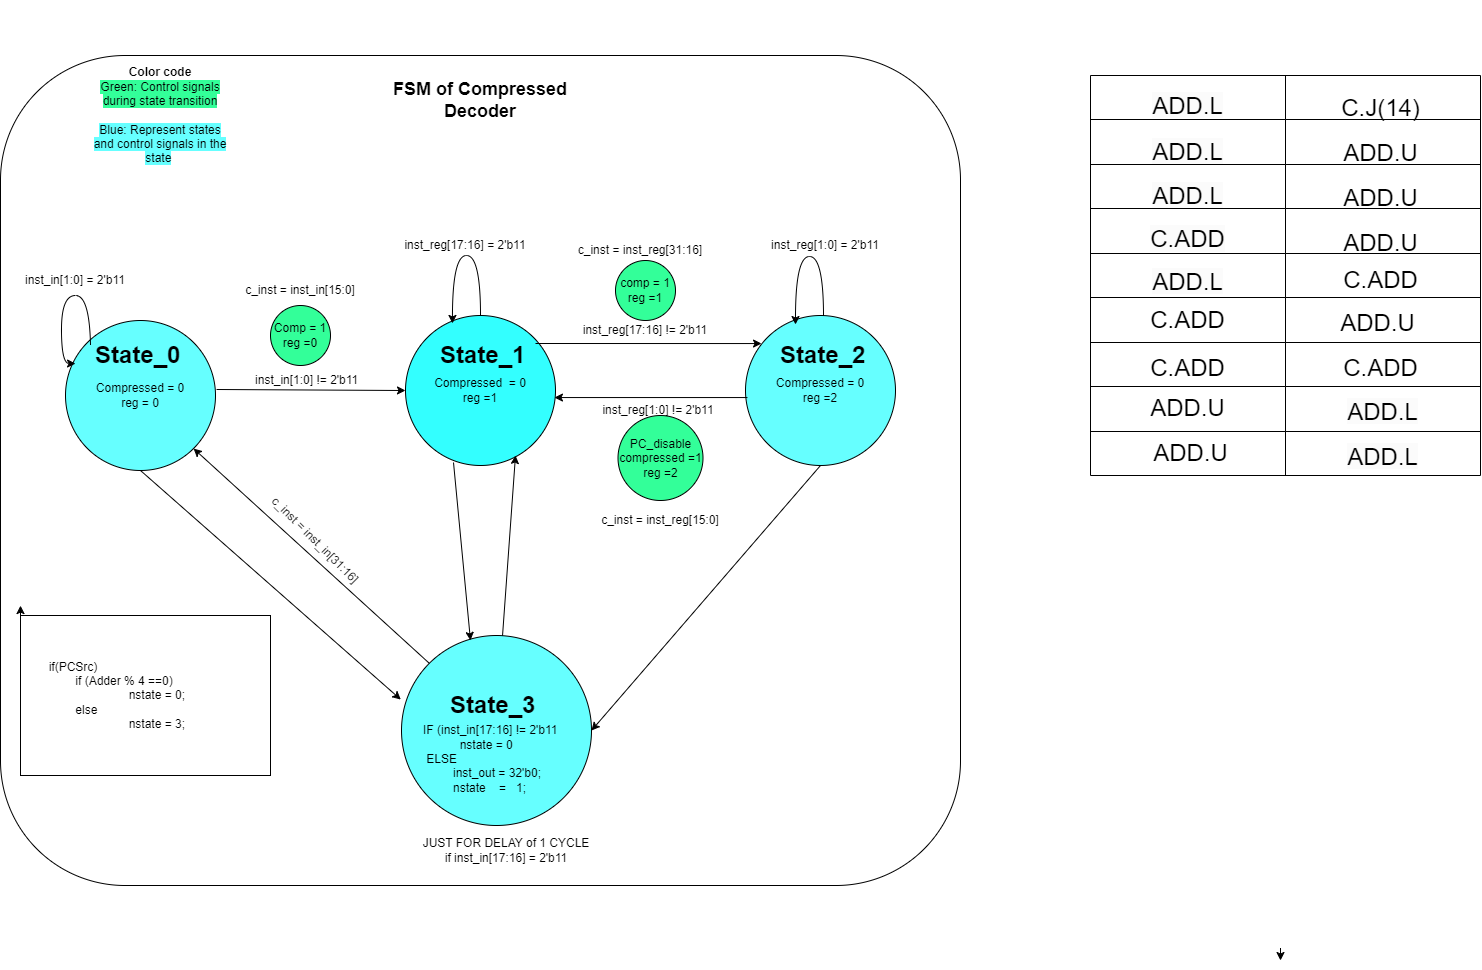 Color code
Green: Control signals
during state transition
Blue: Represent states
and control signals in the
state
FSM of Compressed
Decoder
inst_in[1:0] = 2'b11
State_0
Compressed = 0
reg = 0
c_inst = inst_in[15:0]
Comp = 1
reg =0
inst_in[1:0] != 2'b11
inst_reg[17:16] = 2'b11
State_1
Compressed  = 0
reg =1
c_inst = inst_reg[31:16]
comp = 1
reg =1
inst_reg[17:16] != 2'b11
inst_reg[1:0] = 2'b11
State_2
Compressed = 0
reg =2
inst_reg[1:0] != 2'b11
PC_disable
compressed =1
reg =2
c_inst = inst_reg[15:0]
c_inst = inst_in[31:16]
if(PCSrc)
if (Adder % 4 ==0)
nstate = 0;
else
nstate = 3;
State_3
IF (inst_in[17:16] != 2'b11
nstate = 0
ELSE
inst_out = 32'b0;
nstate    =   1;
JUST FOR DELAY of 1 CYCLE
if inst_in[17:16] = 2'b11
ADD.L C.J(14)
ADD.L ADD.U
ADD.L ADD.U
C.ADD ADD.U
ADD.L C.ADD
C.ADD ADD.U
C.ADD C.ADD
ADD.U ADD.L
ADD.U ADD.L